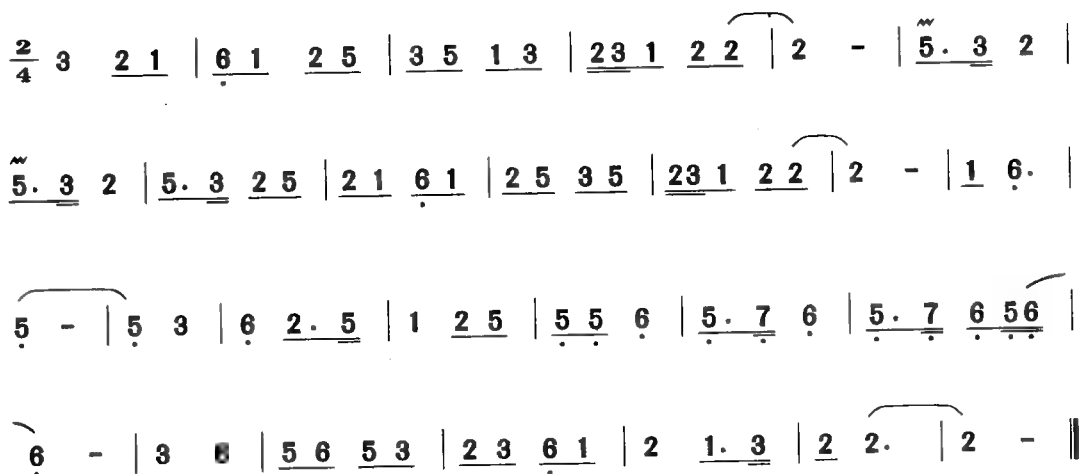 2/4 3 2 1 | 6̣ 1 2 5 | 3 5 1 3 | 23 1 2 2 | 2 - | 5. 3 2 |
5. 3 2 | 5. 3 2 5 | 2 1 6̣ 1 | 2 5 3 5 | 23 1 2 2 | 2 - | 1 6̣. |
5̣ - | 5̣ 3 | 6̣ 2. 5 | 1 2 5 | 5̣ 5̣ 6̣ | 5̣. 7̣ 6̣ | 5̣. 7̣ 6̣ 5̣6̣ |
6̣ - | 3 | 5 6 5 3 | 2 3 6̣ 1 | 2 1. 3 | 2 2. | 2 - ‖